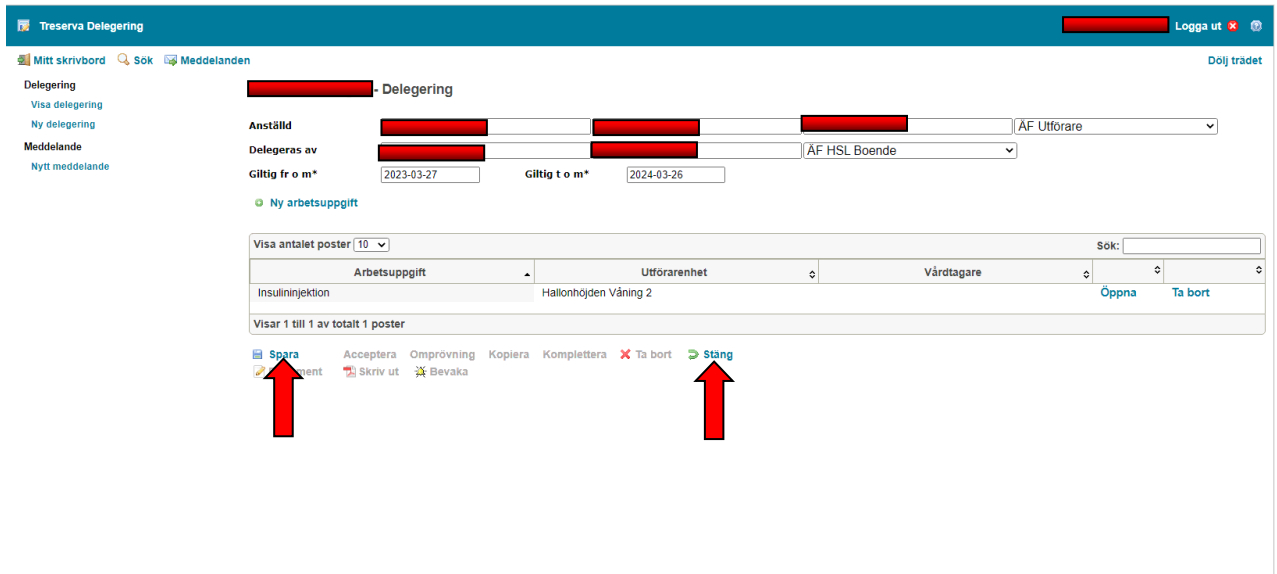 Treserva Delegering
Logga ut
Mitt skrivbord Sök Meddelanden
Dölj trädet
Delegering
Visa delegering
Ny delegering
Meddelande
Nytt meddelande
- Delegering
Anställd ÄF Utförare
Delegeras av ÄF HSL Boende
Giltig fr o m* 2023-03-27 Giltig t o m* 2024-03-26
Ny arbetsuppgift
Visa antalet poster 10 Sök:
Arbetsuppgift Utförarenhet Vårdtagare
Insulininjektion Hallonhöjden Våning 2 Öppna Ta bort
Visar 1 till 1 av totalt 1 poster
Spara Acceptera Omprövning Kopiera Komplettera Ta bort Stäng
Skriv ut Bevaka